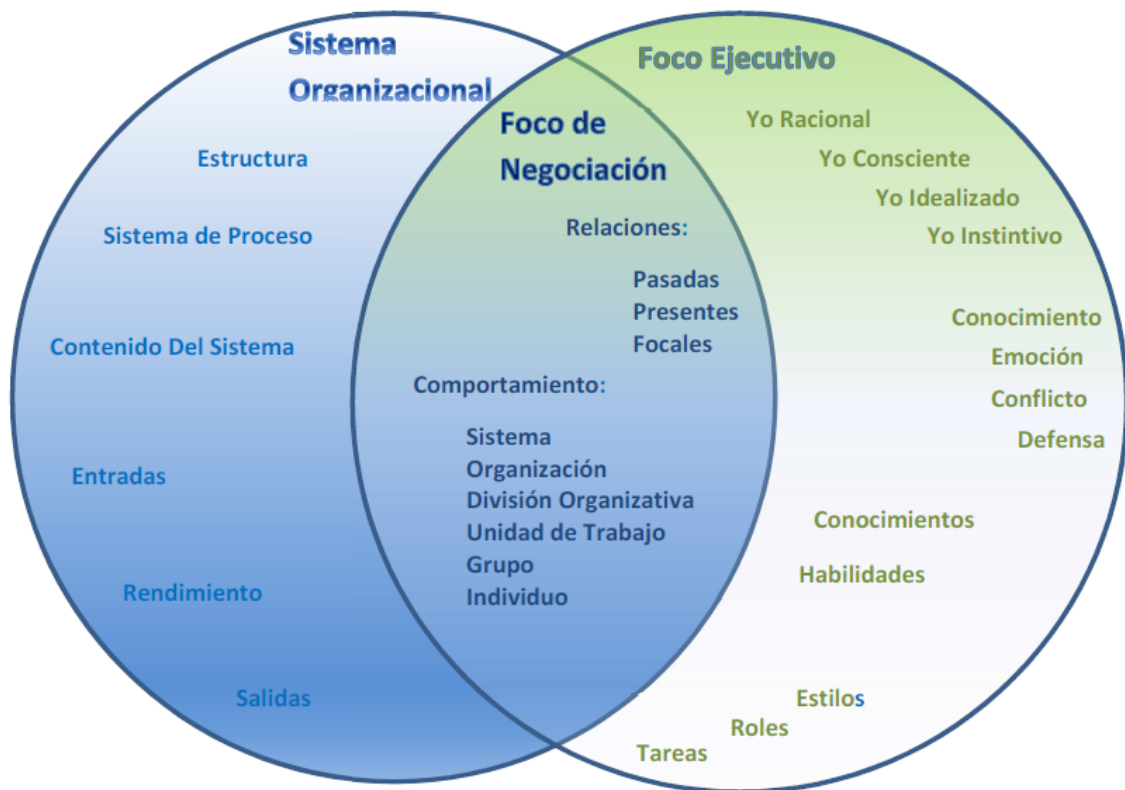 Sistema
Organizacional
Estructura
Sistema de Proceso
Contenido Del Sistema
Entradas
Rendimiento
Salidas
Foco de
Negociación
Relaciones:
Pasadas
Presentes
Focales
Comportamiento:
Sistema
Organización
División Organizativa
Unidad de Trabajo
Grupo
Individuo
Foco Ejecutivo
Yo Racional
Yo Consciente
Yo Idealizado
Yo Instintivo
Conocimiento
Emoción
Conflicto
Defensa
Conocimientos
Habilidades
Estilos
Roles
Tareas